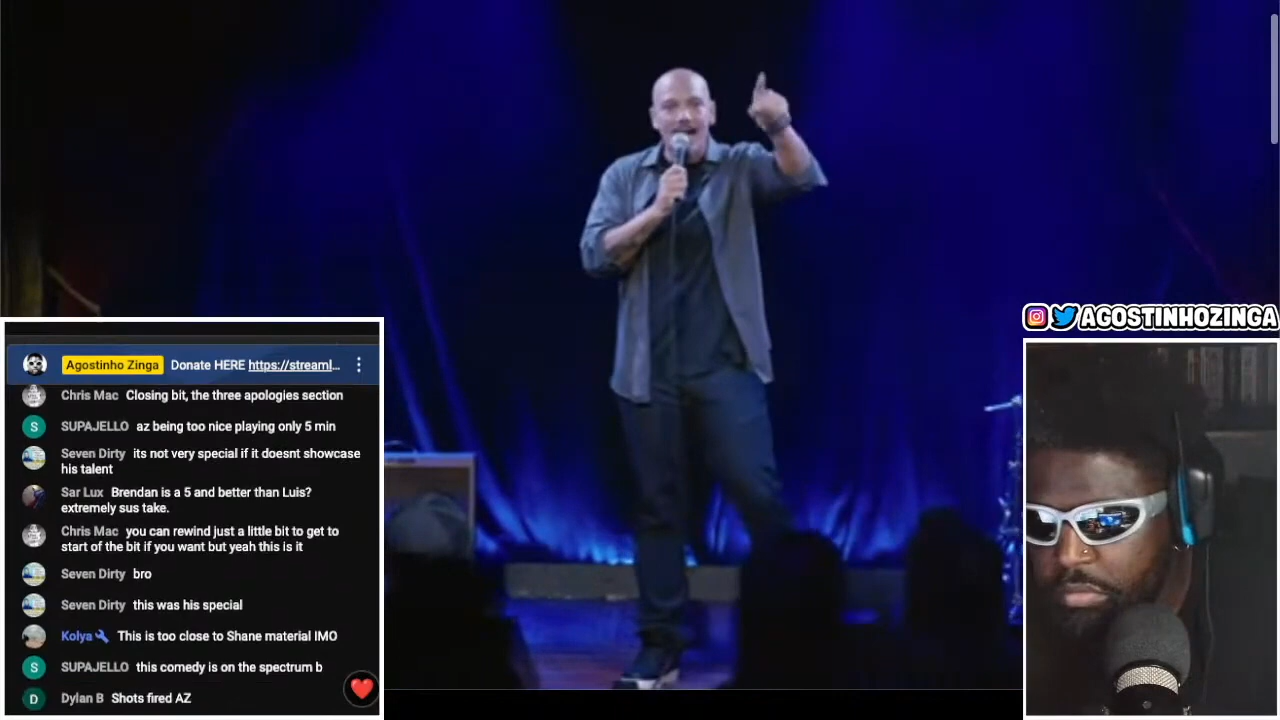 AGOSTINHOZINGA
Agostinho Zinga Donate HERE https://streaml...
Chris Mac Closing bit, the three apologies section
SUPAJELLO az being too nice playing only 5 min
Seven Dirty its not very special if it doesnt showcase
his talent
Sar Lux Brendan is a 5 and better than Luis?
extremely sus take.
Chris Mac you can rewind just a little bit to get to
start of the bit if you want but yeah this is it
Seven Dirty bro
Seven Dirty this was his special
Kolya This is too close to Shane material IMO
S SUPAJELLO this comedy is on the spectrum b
D Dylan B Shots fired AZ